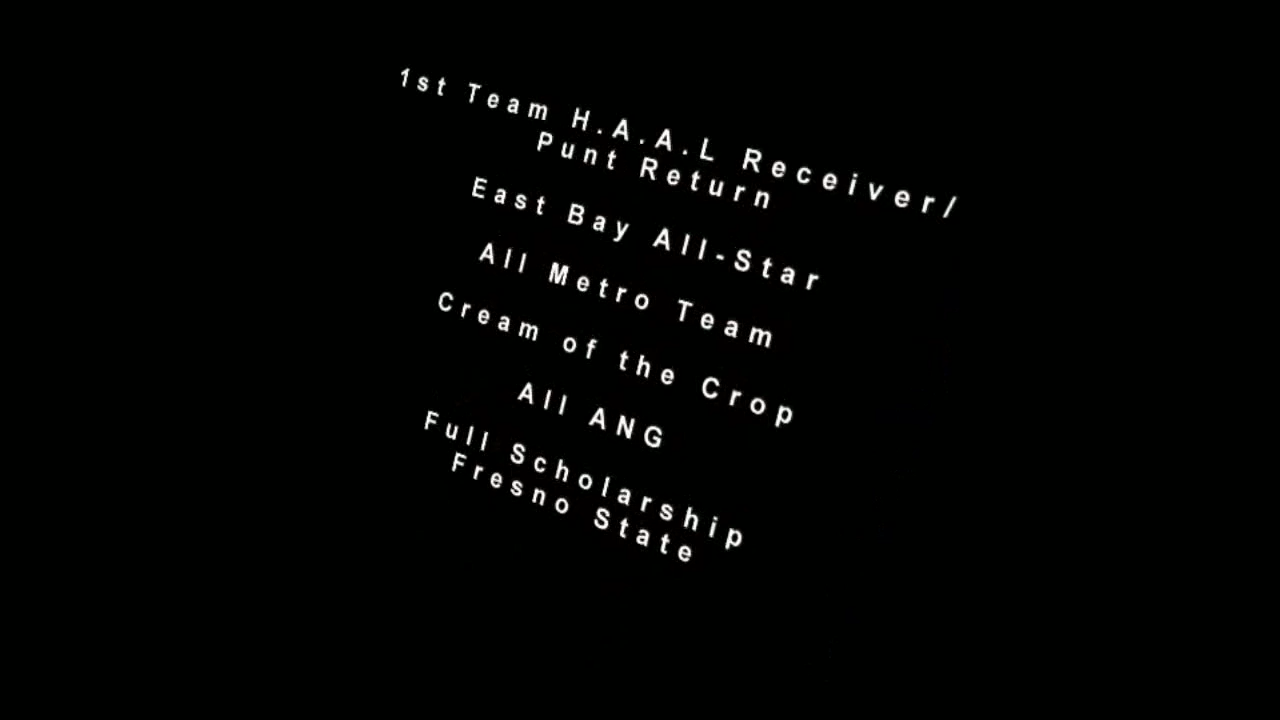 1st Team H.A.A.L Receiver/
Punt Return
East Bay All-Star
All Metro Team
Cream of the Crop
All ANG
Full Scholarship
Fresno State